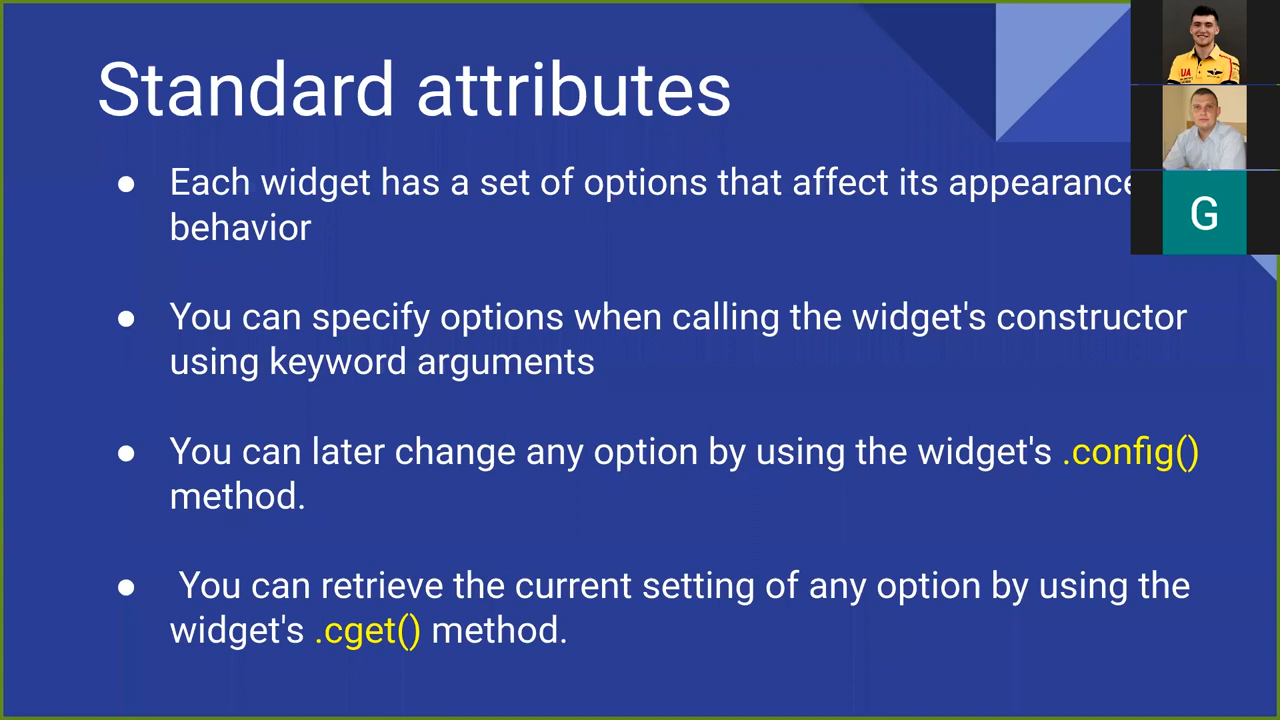 Standard attributes
● Each widget has a set of options that affect its appearance
behavior
● You can specify options when calling the widget's constructor
using keyword arguments
● You can later change any option by using the widget's .config()
method.
● You can retrieve the current setting of any option by using the
widget's .cget() method.
UA
G